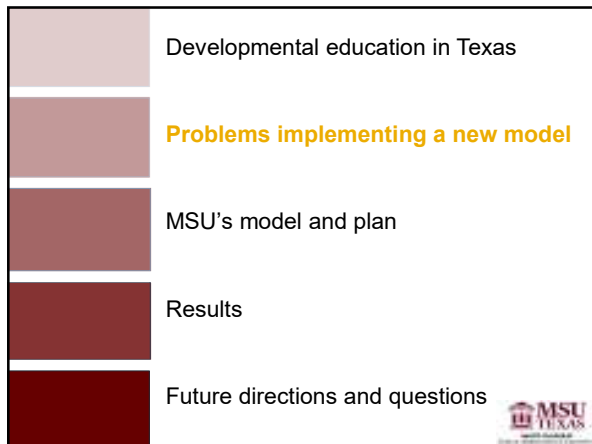 Developmental education in Texas
Problems implementing a new model
MSU's model and plan
Results
Future directions and questions
MSU
TEXAS